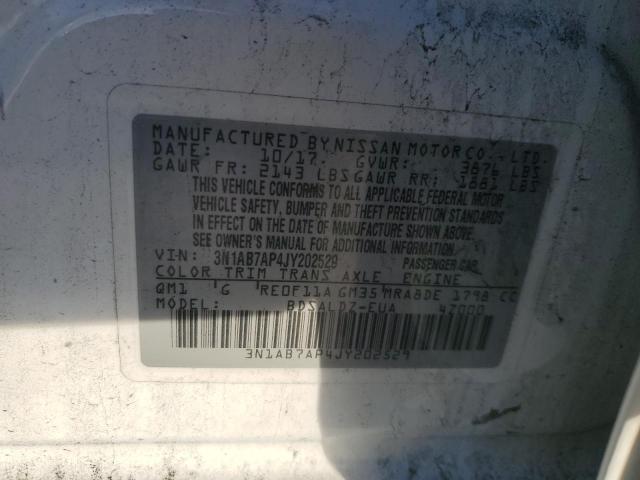 MANUFACTURED BY NISSAN MOTOR CO., LTD.
DATE: 10/17 GVWR: 3876 LBS
GAWR FR: 2143 LBS GAWR RR: 1881 LBS
THIS VEHICLE CONFORMS TO ALL APPLICABLE FEDERAL MOTOR
VEHICLE SAFETY, BUMPER AND THEFT PREVENTION STANDARDS
IN EFFECT ON THE DATE OF MANUFACTURE SHOWN ABOVE.
SEE OWNER'S MANUAL FOR ADDITIONAL INFORMATION.
VIN: 3N1AB7AP4JY202529 PASSENGER CAR
COLOR TRIM TRANS AXLE ENGINE
QM1 G RE0F11A GM35 MRA8DE 1798 CC
MODEL: BDSALDZ-EUA 47000
3N1AB7AP4JY202529